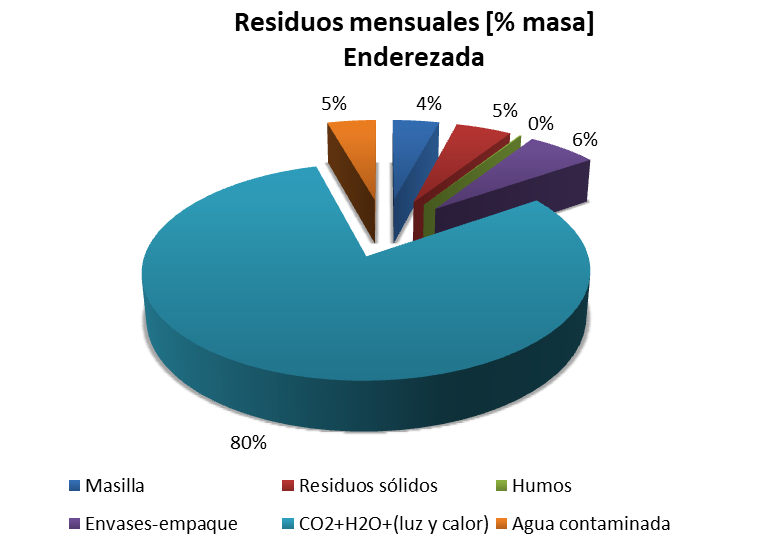 Residuos mensuales [% masa]
Enderezada
5%
4%
5%
0%
6%
80%
Masilla
Residuos sólidos
Humos
Envases-empaque
CO2+H2O+(luz y calor)
Agua contaminada